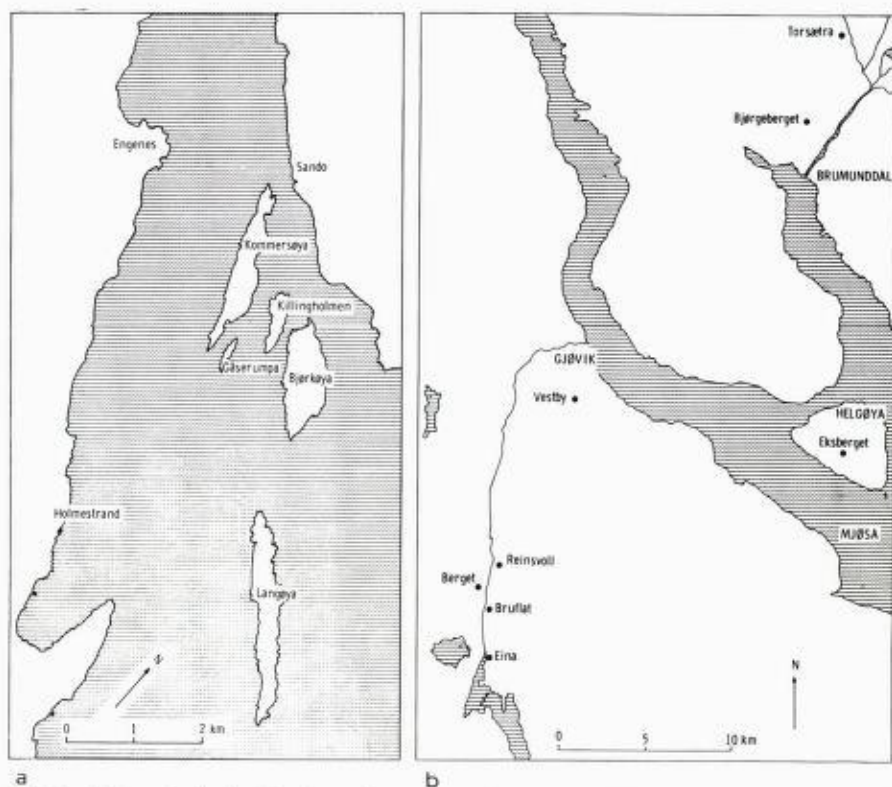 Engenes
Sando
Kommersøya
Killingholmen
Gåserumpa
Bjørkøya
Holmestrand
Langøya
N
0 1 2 km
a
Torsætra
Bjørgeberget
BRUMUNDDAL
GJØVIK
Vestby
HELGØYA
Eksberget
MJØSA
Reinsvoll
Berget
Bruflat
Eina
N
0 5 10 km
b